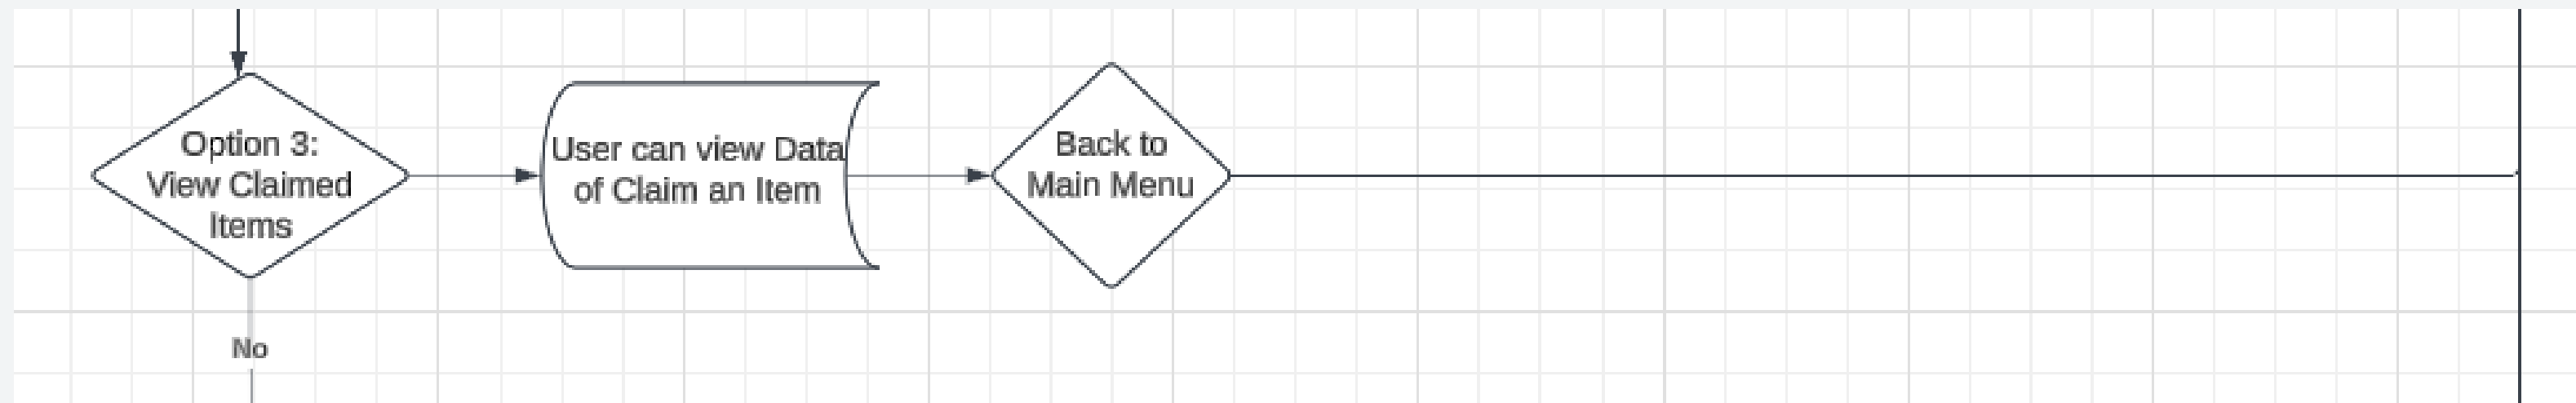 Option 3:
View Claimed
Items
User can view Data
of Claim an Item
Back to
Main Menu
No